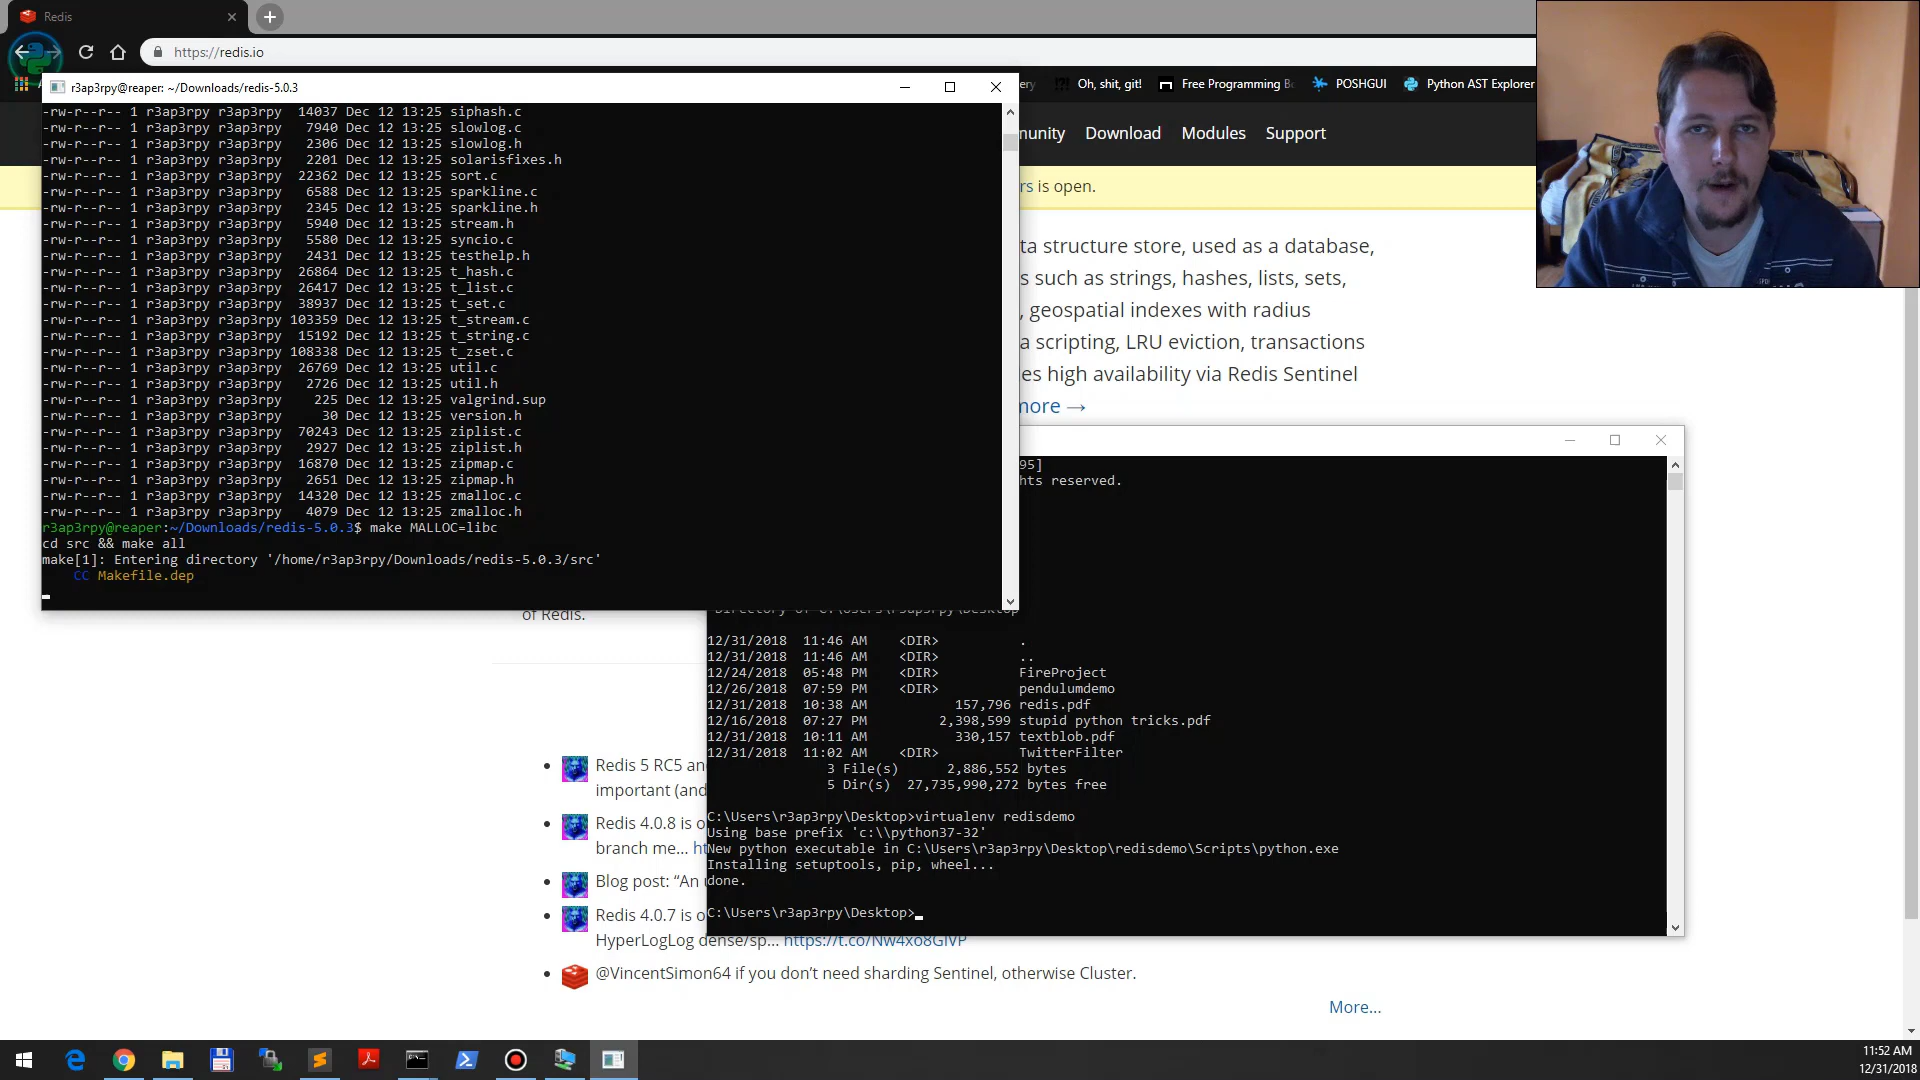 Redis
https://redis.io
r3ap3rpy@reaper: ~/Downloads/redis-5.0.3
ery
Oh, shit, git!
Free Programming Bo
POSHGUI
Python AST Explorer
munity
Download
Modules
Support
rs is open.
ta structure store, used as a database,
s such as strings, hashes, lists, sets,
, geospatial indexes with radius
a scripting, LRU eviction, transactions
es high availability via Redis Sentinel
more →
-rw-r--r-- 1 r3ap3rpy r3ap3rpy  14037 Dec 12 13:25 siphash.c
-rw-r--r-- 1 r3ap3rpy r3ap3rpy   7940 Dec 12 13:25 slowlog.c
-rw-r--r-- 1 r3ap3rpy r3ap3rpy   2306 Dec 12 13:25 slowlog.h
-rw-r--r-- 1 r3ap3rpy r3ap3rpy   2201 Dec 12 13:25 solarisfixes.h
-rw-r--r-- 1 r3ap3rpy r3ap3rpy  22362 Dec 12 13:25 sort.c
-rw-r--r-- 1 r3ap3rpy r3ap3rpy   6588 Dec 12 13:25 sparkline.c
-rw-r--r-- 1 r3ap3rpy r3ap3rpy   2345 Dec 12 13:25 sparkline.h
-rw-r--r-- 1 r3ap3rpy r3ap3rpy   5940 Dec 12 13:25 stream.h
-rw-r--r-- 1 r3ap3rpy r3ap3rpy   5580 Dec 12 13:25 syncio.c
-rw-r--r-- 1 r3ap3rpy r3ap3rpy   2431 Dec 12 13:25 testhelp.h
-rw-r--r-- 1 r3ap3rpy r3ap3rpy  26864 Dec 12 13:25 t_hash.c
-rw-r--r-- 1 r3ap3rpy r3ap3rpy  26417 Dec 12 13:25 t_list.c
-rw-r--r-- 1 r3ap3rpy r3ap3rpy  38937 Dec 12 13:25 t_set.c
-rw-r--r-- 1 r3ap3rpy r3ap3rpy 103359 Dec 12 13:25 t_stream.c
-rw-r--r-- 1 r3ap3rpy r3ap3rpy  15192 Dec 12 13:25 t_string.c
-rw-r--r-- 1 r3ap3rpy r3ap3rpy 108338 Dec 12 13:25 t_zset.c
-rw-r--r-- 1 r3ap3rpy r3ap3rpy  26769 Dec 12 13:25 util.c
-rw-r--r-- 1 r3ap3rpy r3ap3rpy   2726 Dec 12 13:25 util.h
-rw-r--r-- 1 r3ap3rpy r3ap3rpy    225 Dec 12 13:25 valgrind.sup
-rw-r--r-- 1 r3ap3rpy r3ap3rpy     30 Dec 12 13:25 version.h
-rw-r--r-- 1 r3ap3rpy r3ap3rpy  70243 Dec 12 13:25 ziplist.c
-rw-r--r-- 1 r3ap3rpy r3ap3rpy   2927 Dec 12 13:25 ziplist.h
-rw-r--r-- 1 r3ap3rpy r3ap3rpy  16870 Dec 12 13:25 zipmap.c
-rw-r--r-- 1 r3ap3rpy r3ap3rpy   2651 Dec 12 13:25 zipmap.h
-rw-r--r-- 1 r3ap3rpy r3ap3rpy  14320 Dec 12 13:25 zmalloc.c
-rw-r--r-- 1 r3ap3rpy r3ap3rpy   4079 Dec 12 13:25 zmalloc.h
r3ap3rpy@reaper:~/Downloads/redis-5.0.3$ make MALLOC=libc
cd src && make all
make[1]: Entering directory '/home/r3ap3rpy/Downloads/redis-5.0.3/src'
CC Makefile.dep
of Redis.
95]
hts reserved.
Directory of C:\Users\r3ap3rpy\Desktop
12/31/2018  11:46 AM    <DIR>          .
12/31/2018  11:46 AM    <DIR>          ..
12/24/2018  05:48 PM    <DIR>          FireProject
12/26/2018  07:59 PM    <DIR>          pendulumdemo
12/31/2018  10:38 AM           157,796 redis.pdf
12/16/2018  07:27 PM         2,398,599 stupid python tricks.pdf
12/31/2018  10:11 AM           330,157 textblob.pdf
12/31/2018  11:02 AM    <DIR>          TwitterFilter
3 File(s)      2,886,552 bytes
5 Dir(s)  27,735,990,272 bytes free
C:\Users\r3ap3rpy\Desktop>virtualenv redisdemo
Using base prefix 'c:\\python37-32'
New python executable in C:\Users\r3ap3rpy\Desktop\redisdemo\Scripts\python.exe
Installing setuptools, pip, wheel...
done.
C:\Users\r3ap3rpy\Desktop>
Redis 5 RC5 an
important (and
Redis 4.0.8 is o
branch me... ht
Blog post: “An
Redis 4.0.7 is o
HyperLogLog dense/sp... https://t.co/Nw4xo8GlVP
@VincentSimon64 if you don’t need sharding Sentinel, otherwise Cluster.
More...
11:52 AM
12/31/2018